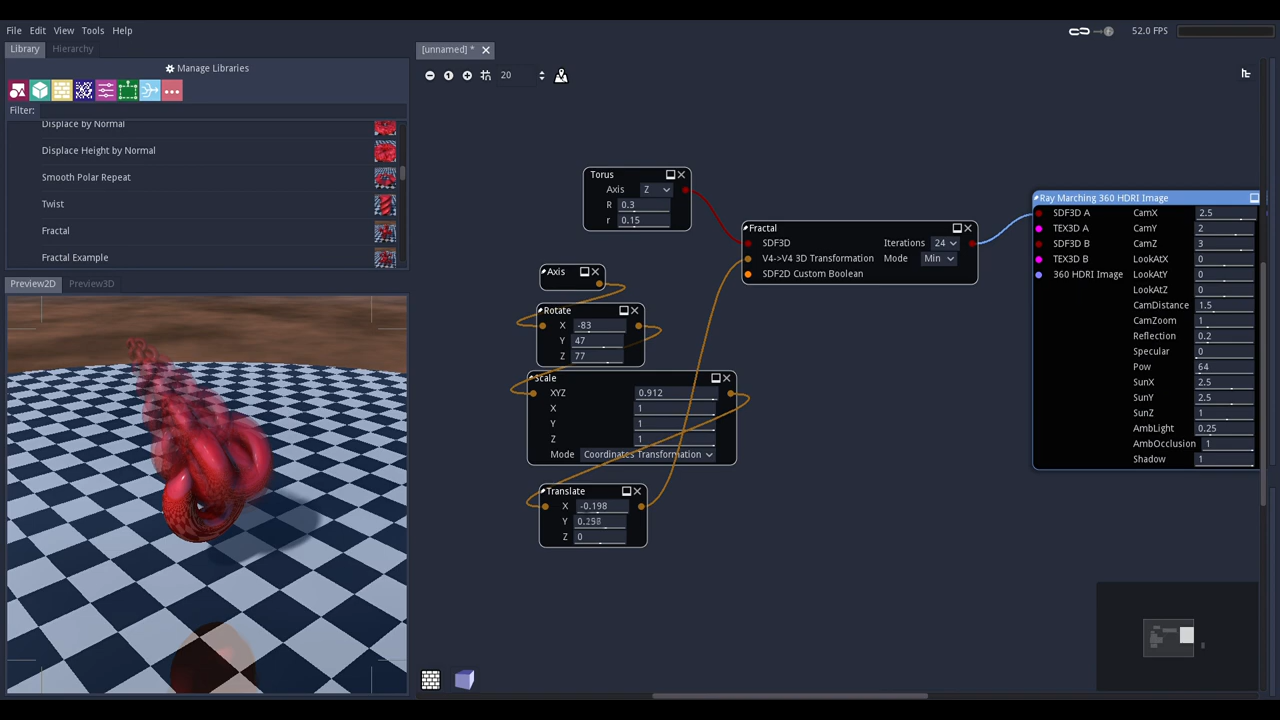 File Edit View Tools Help
52.0 FPS
Library Hierarchy
[unnamed] *
Manage Libraries
20
Filter:
Displace by Normal
Displace Height by Normal
Smooth Polar Repeat
Twist
Fractal
Fractal Example
Preview2D Preview3D
Torus
Axis Z
R 0.3
r 0.15
Fractal
SDF3D Iterations 24
V4->V4 3D Transformation Mode Min
SDF2D Custom Boolean
Axis
Rotate
X -83
Y 47
Z 77
Scale
XYZ 0.912
X 1
Y 1
Z 1
Mode Coordinates Transformation
Translate
X -0.198
Y 0.298
Z 0
Ray Marching 360 HDRI Image
SDF3D A CamX 2.5
TEX3D A CamY 2
SDF3D B CamZ 3
TEX3D B LookAtX 0
360 HDRI Image LookAtY 0
LookAtZ 0
CamDistance 1.5
CamZoom 1
Reflection 0.2
Specular 0
Pow 64
SunX 2.5
SunY 2.5
SunZ 1
AmbLight 0.25
AmbOcclusion 1
Shadow 1